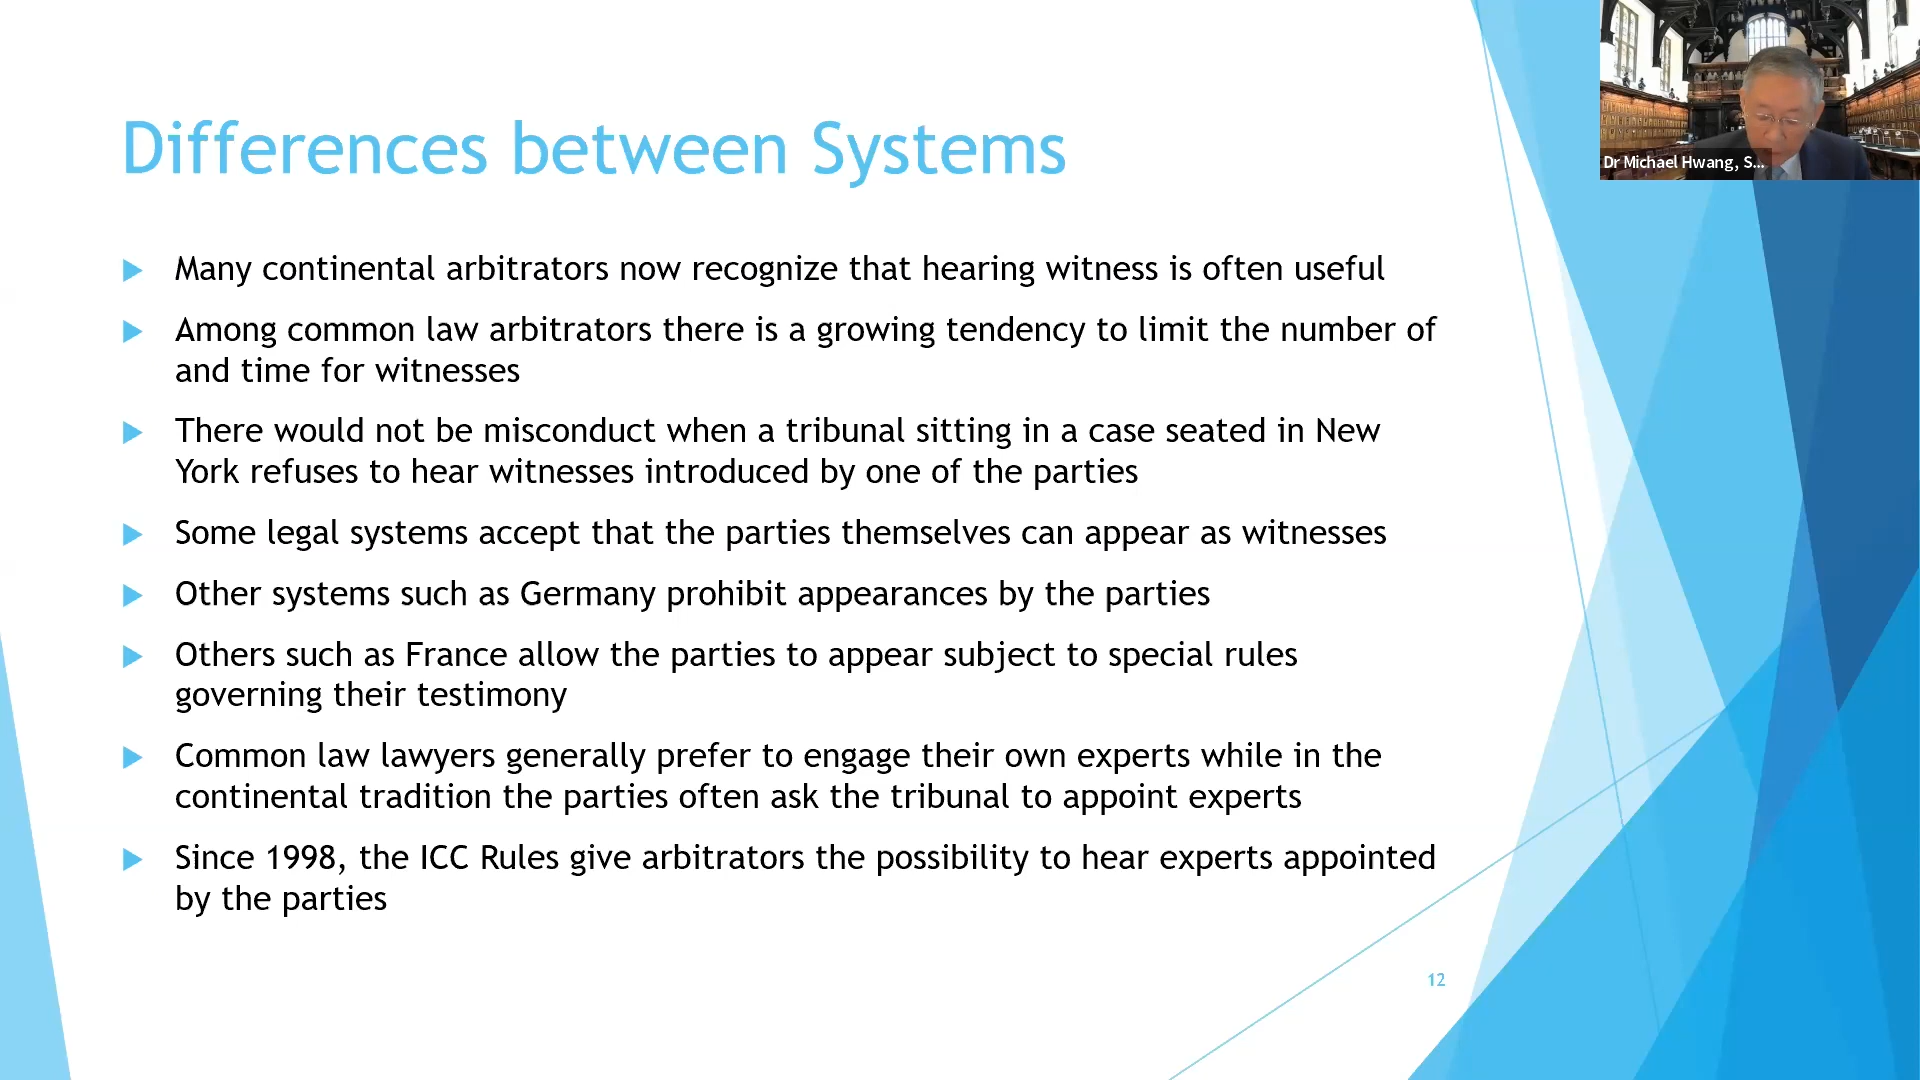 Dr Michael Hwang, S...
Differences between Systems
Many continental arbitrators now recognize that hearing witness is often useful
Among common law arbitrators there is a growing tendency to limit the number of
and time for witnesses
There would not be misconduct when a tribunal sitting in a case seated in New
York refuses to hear witnesses introduced by one of the parties
Some legal systems accept that the parties themselves can appear as witnesses
Other systems such as Germany prohibit appearances by the parties
Others such as France allow the parties to appear subject to special rules
governing their testimony
Common law lawyers generally prefer to engage their own experts while in the
continental tradition the parties often ask the tribunal to appoint experts
Since 1998, the ICC Rules give arbitrators the possibility to hear experts appointed
by the parties
12